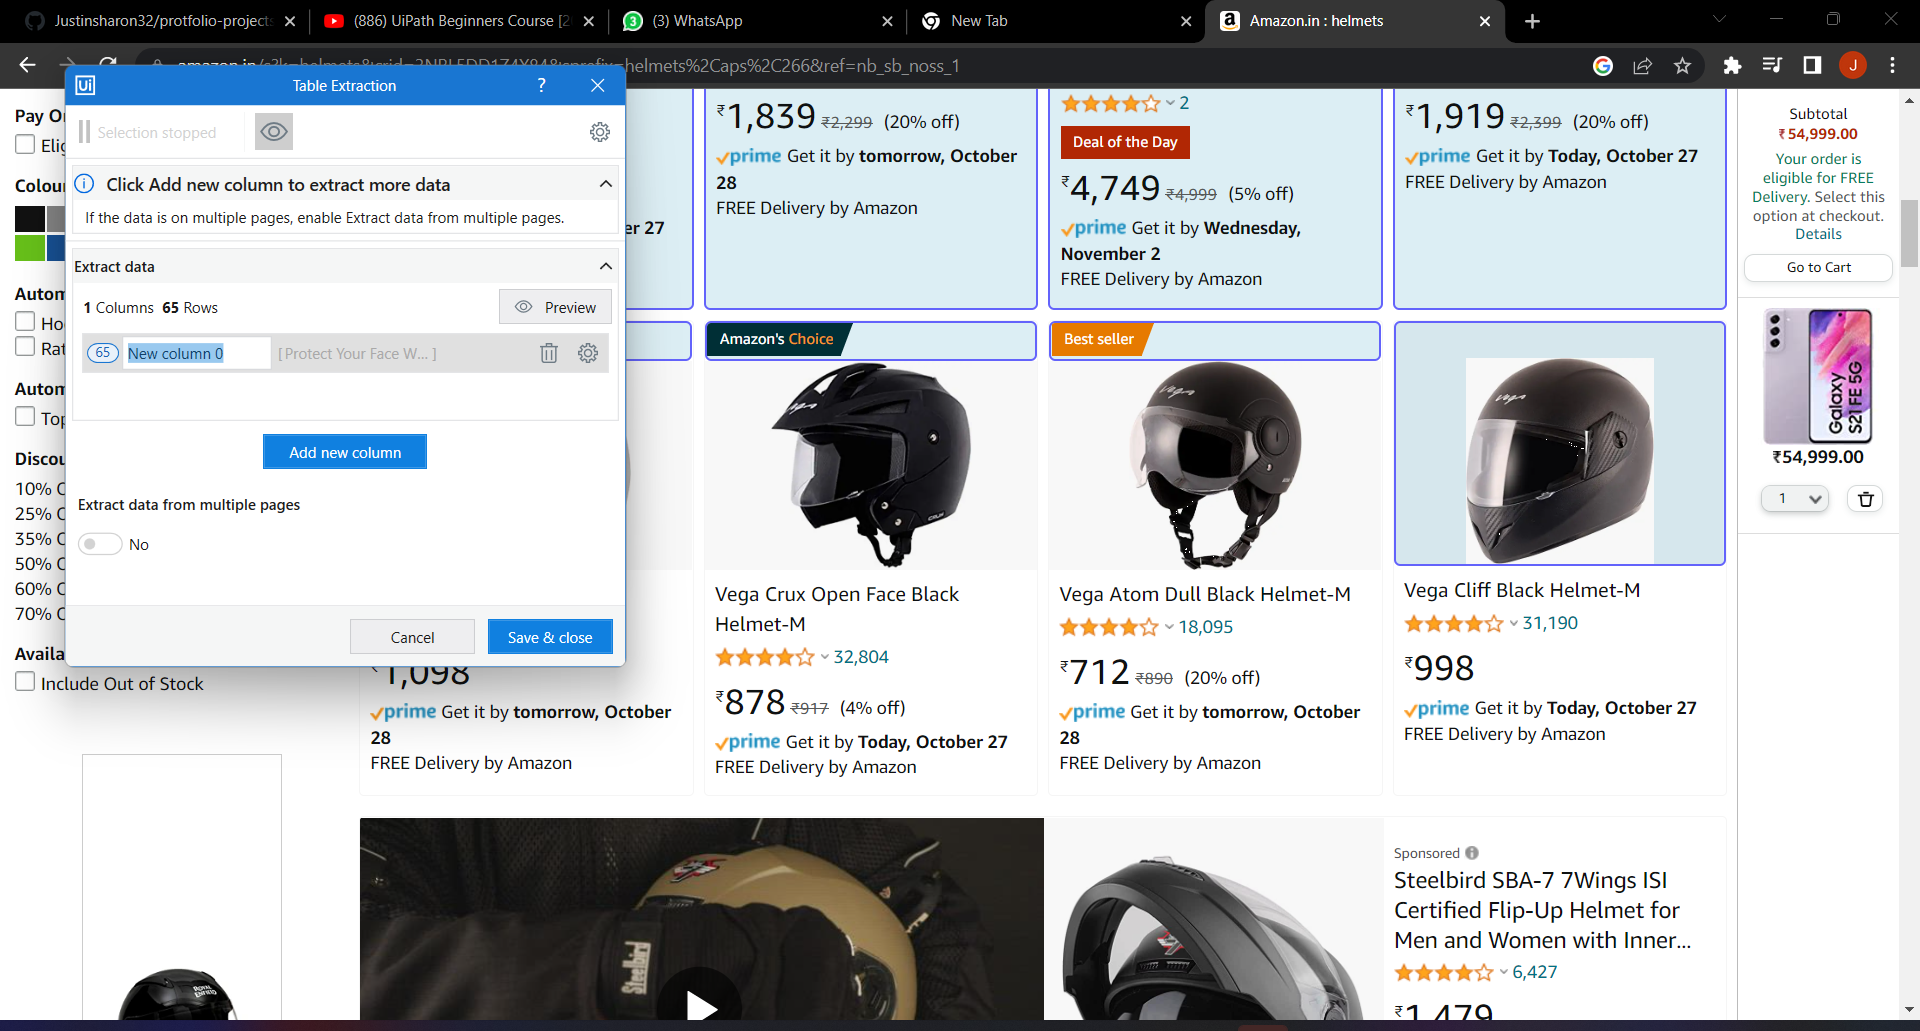 Justinsharon32/protfolio-projects
(886) UiPath Beginners Course [2
3
(3) WhatsApp
New Tab
a
Amazon.in : helmets
helmets%2Caps%2C266&ref=nb_sb_noss_1
J
Ui
Table Extraction
?
Selection stopped
Click Add new column to extract more data
If the data is on multiple pages, enable Extract data from multiple pages.
Extract data
1 Columns 65 Rows
Preview
65
New column 0
[Protect Your Face W... ]
Add new column
Extract data from multiple pages
No
Cancel
Save & close
Pay O
Elig
Colou
Autom
Ho
Rat
Autom
Top
Discou
10% O
25% O
35% O
50% O
60% O
70% O
Availa
Include Out of Stock
er 27
₹1,839 ₹2,299 (20% off)
prime Get it by tomorrow, October
28
FREE Delivery by Amazon
2
Deal of the Day
₹4,749 ₹4,999 (5% off)
prime Get it by Wednesday,
November 2
FREE Delivery by Amazon
₹1,919 ₹2,399 (20% off)
prime Get it by Today, October 27
FREE Delivery by Amazon
₹1,098
prime Get it by tomorrow, October
28
FREE Delivery by Amazon
Amazon's Choice
vega
CRUX
Vega Crux Open Face Black
Helmet-M
32,804
₹878 ₹917 (4% off)
prime Get it by Today, October 27
FREE Delivery by Amazon
Best seller
vega
Vega Atom Dull Black Helmet-M
18,095
₹712 ₹890 (20% off)
prime Get it by tomorrow, October
28
FREE Delivery by Amazon
vega
Vega Cliff Black Helmet-M
31,190
₹998
prime Get it by Today, October 27
FREE Delivery by Amazon
ROYAL
ENFIELD
Steelbird
Sponsored
Steelbird SBA-7 7Wings ISI
Certified Flip-Up Helmet for
Men and Women with Inner...
6,427
₹1,479
Subtotal
₹54,999.00
Your order is
eligible for FREE
Delivery. Select this
option at checkout.
Details
Go to Cart
Galaxy
S21 FE 5G
₹54,999.00
1